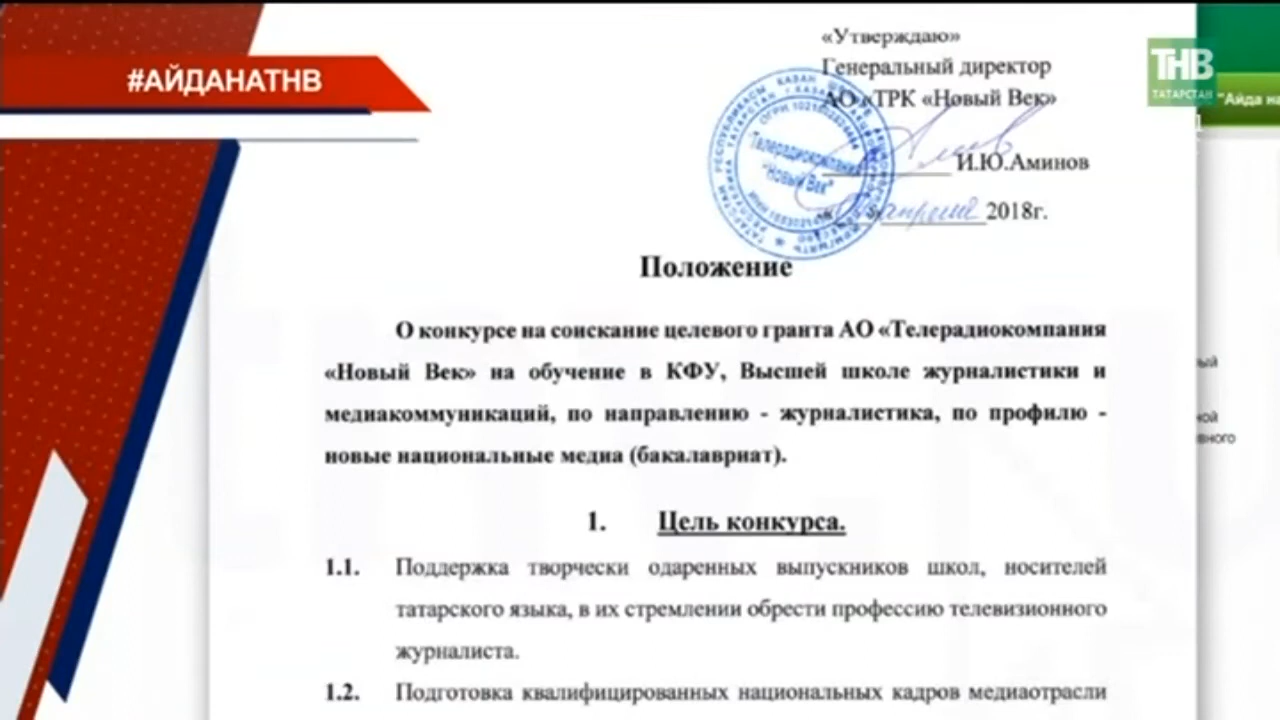 #АЙДАНАТНВ
ТНВ
ТАТАРСТАН
"Айда на
«Утверждаю»
Генеральный директор
АО «ТРК «Новый Век»
И.Ю.Аминов
апреля 2018г.
Телерадиокомпания
"Новый Век"
Положение
О конкурсе на соискание целевого гранта АО «Телерадиокомпания
«Новый Век» на обучение в КФУ, Высшей школе журналистики и
медиакоммуникаций, по направлению - журналистика, по профилю -
новые национальные медиа (бакалавриат).
1. Цель конкурса.
1.1. Поддержка творчески одаренных выпускников школ, носителей
татарского языка, в их стремлении обрести профессию телевизионного
журналиста.
1.2. Подготовка квалифицированных национальных кадров медиаотрасли